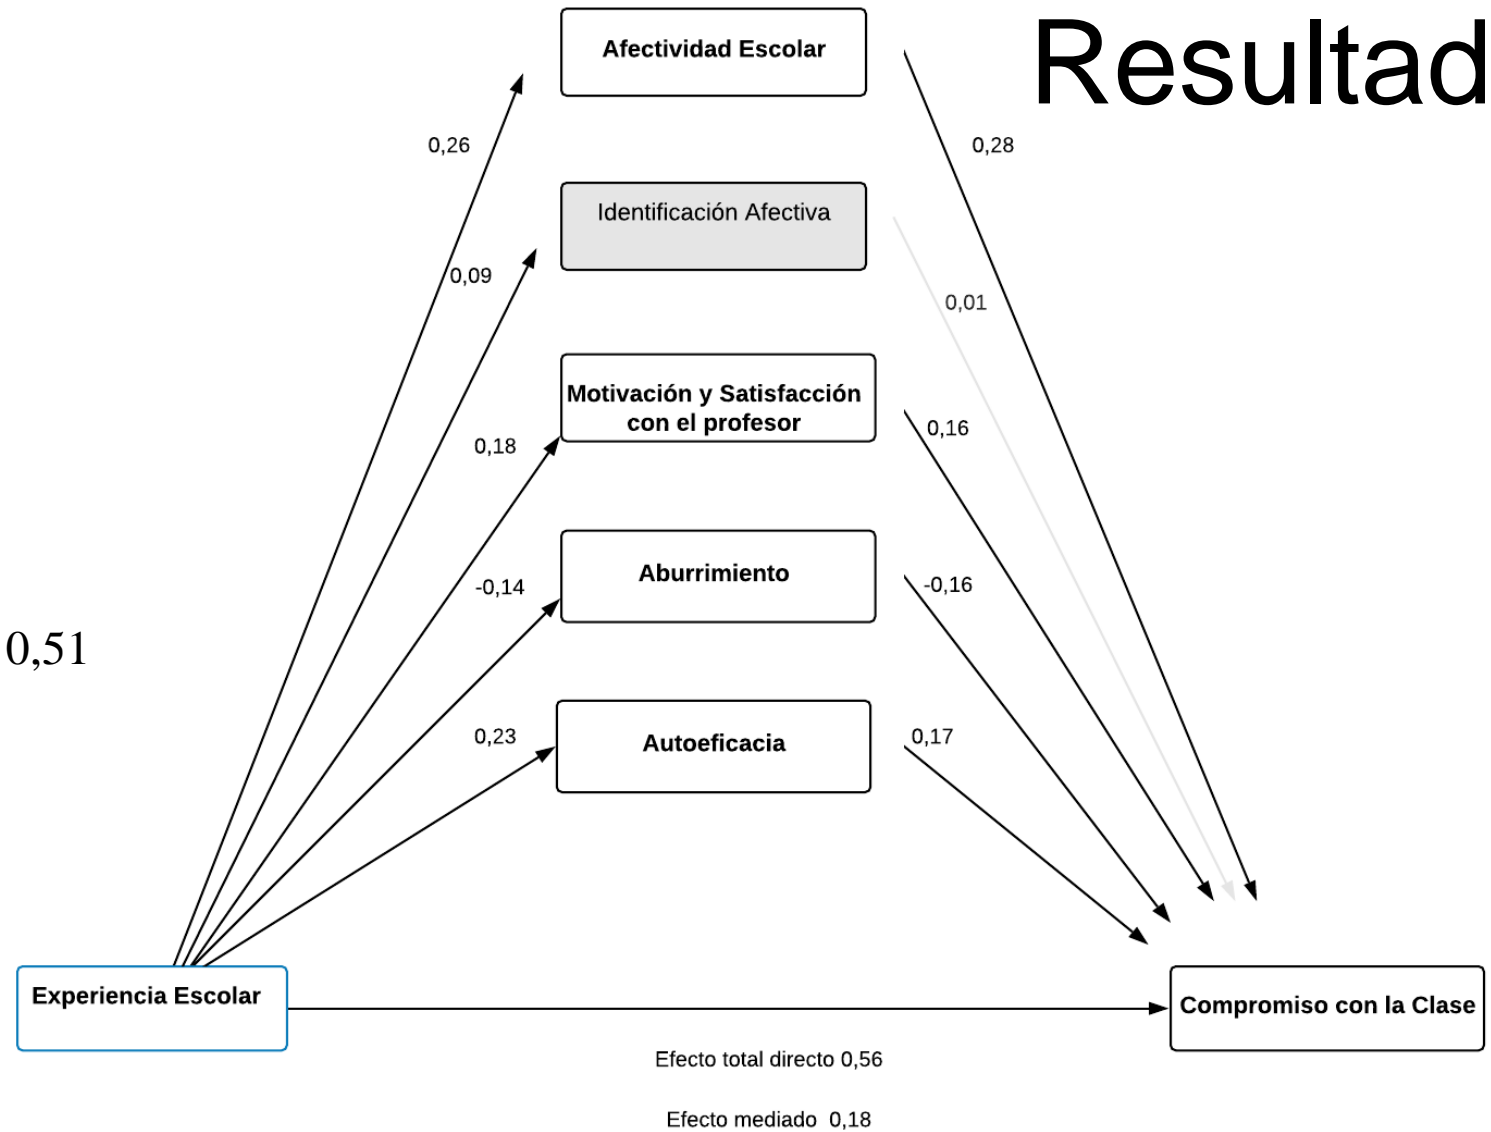 Resultad
Afectividad Escolar
0,26
0,28
Identificación Afectiva
0,09
0,01
Motivación y Satisfacción
con el profesor
0,18
0,16
Aburrimiento
-0,14
-0,16
0,51
Autoeficacia
0,23
0,17
Experiencia Escolar
Compromiso con la Clase
Efecto total directo 0,56
Efecto mediado 0,18